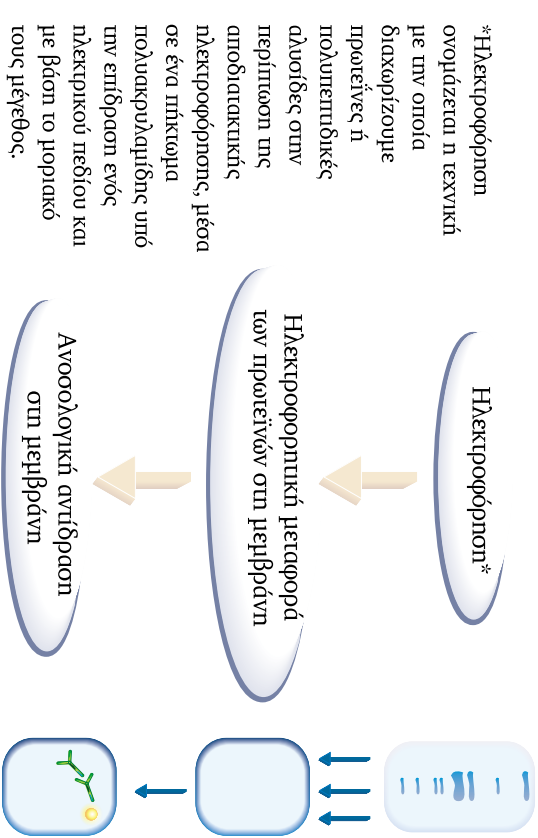 *Ηλεκτροφόρηση
ονομάζεται η τεχνική
με την οποία
διαχωρίζουμε
πρωτεΐνες ή
πολυπεπιδικές
αλυσίδες στην
περίπτωση της
αποδιατακτικής
ηλεκτροφόρησης, μέσα
σε ένα πήκτωμα
πολυακρυλαμίδης υπό
την επίδραση ενός
ηλεκτρικού πεδίου και
με βάση το μοριακό
τους μέγεθος.
Ηλεκτροφόρηση*
Ηλεκτροφορητική μεταφορά
των πρωτεϊνών στη μεμβράνη
Ανοσολογική αντίδραση
στη μεμβράνη